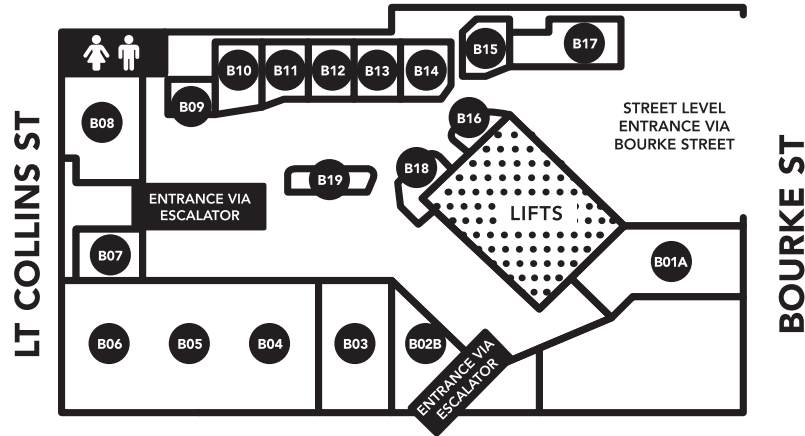 B15
B17
B10
B11
B12
B13
B14
B09
B08
B16
STREET LEVEL
ENTRANCE VIA
BOURKE STREET
B18
B19
ENTRANCE VIA
ESCALATOR
LIFTS
LT COLLINS ST
BOURKE ST
B07
B01A
B06
B05
B04
B03
B02B
ENTRANCE VIA
ESCALATOR